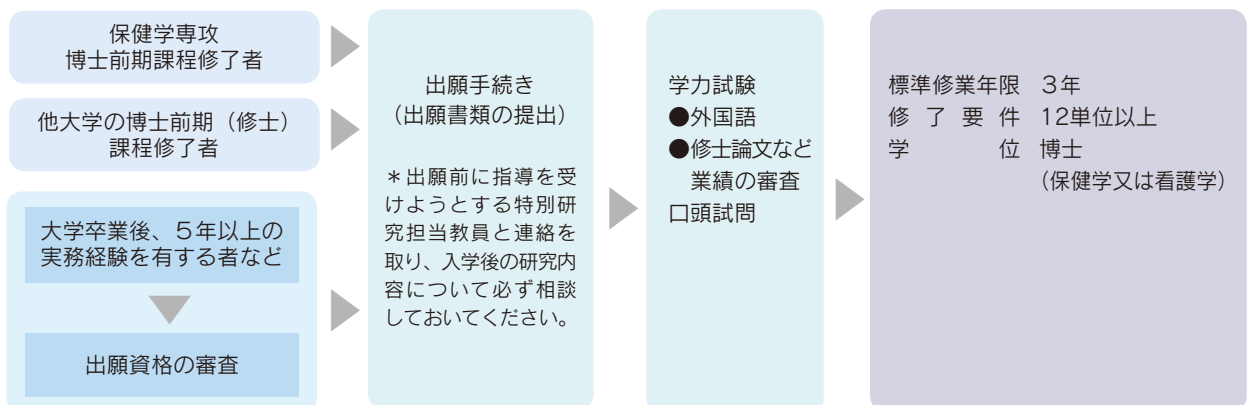 保健学専攻
博士前期課程修了者
他大学の博士前期（修士）
課程修了者
大学卒業後、５年以上の
実務経験を有する者など
出願資格の審査
出願手続き
（出願書類の提出）
＊出願前に指導を受
けようとする特別研
究担当教員と連絡を
取り、入学後の研究内
容について必ず相談
しておいてください。
学力試験
●外国語
●修士論文など
業績の審査
口頭試問
標準修業年限 ３年
修了要件 12単位以上
学位 博士
（保健学又は看護学）